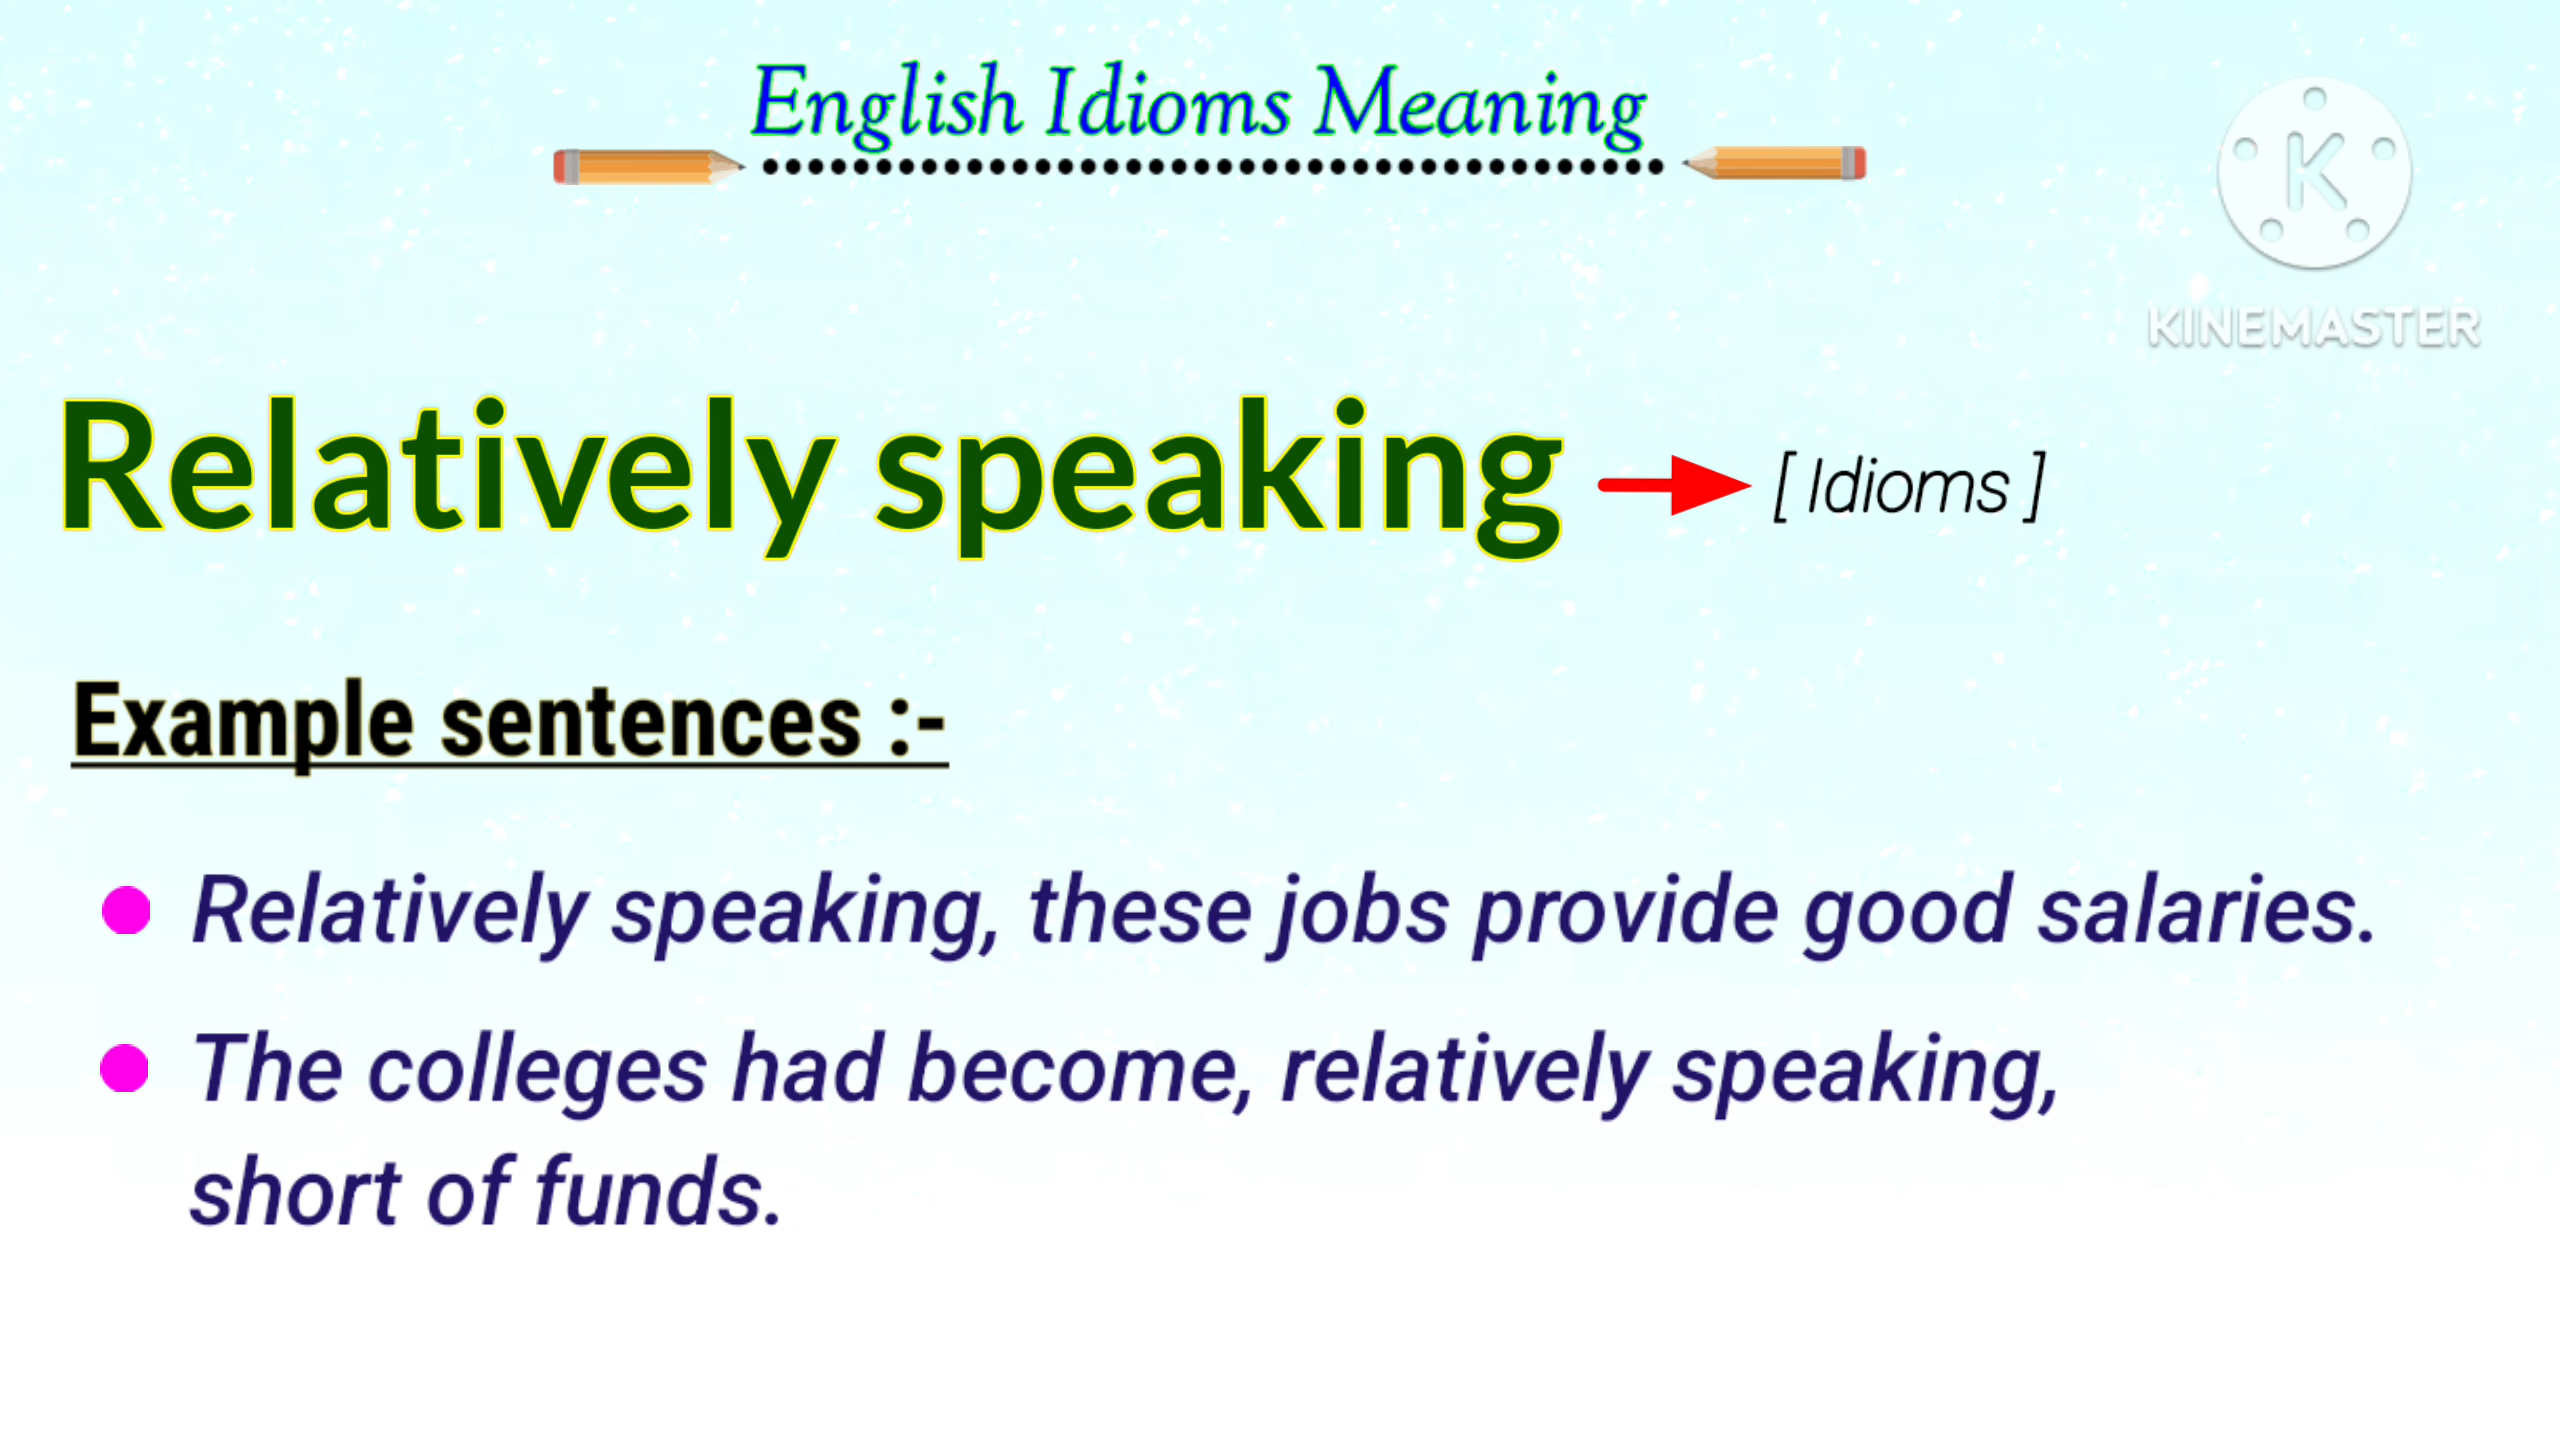 English Idioms Meaning
K
KINEMASTER
Relatively speaking [ Idioms ]
Example sentences :-
Relatively speaking, these jobs provide good salaries.
The colleges had become, relatively speaking,
short of funds.